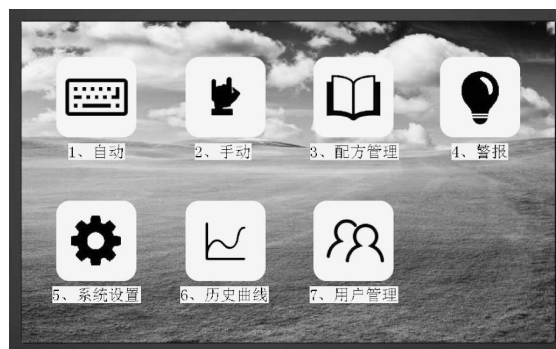 1、自动
2、手动
3、配方管理
4、警报
5、系统设置
6、历史曲线
7、用户管理